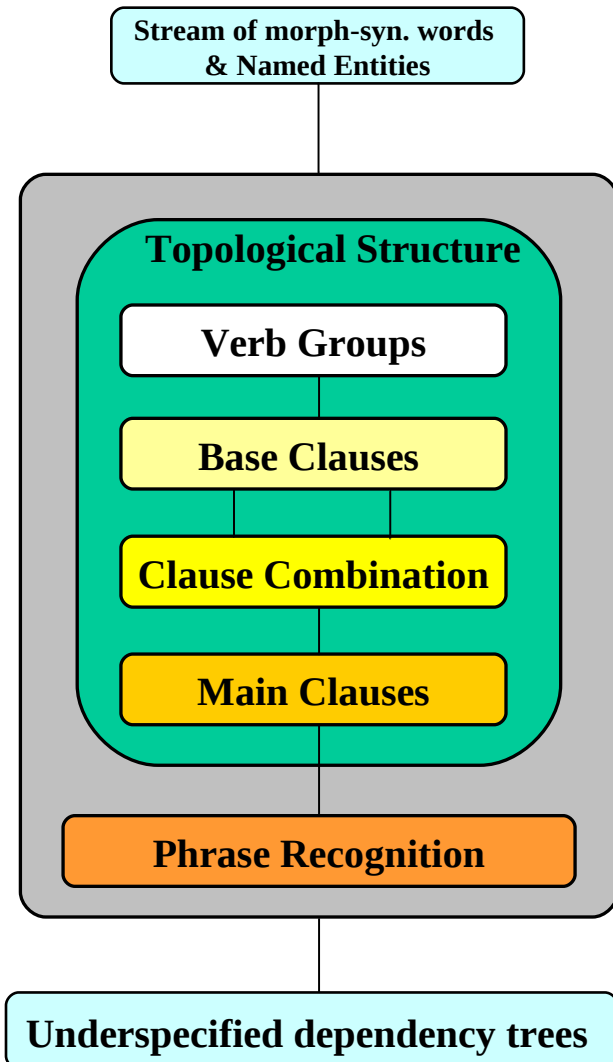 Stream of morph-syn. words
& Named Entities
Topological Structure
Verb Groups
Base Clauses
Clause Combination
Main Clauses
Phrase Recognition
Underspecified dependency trees